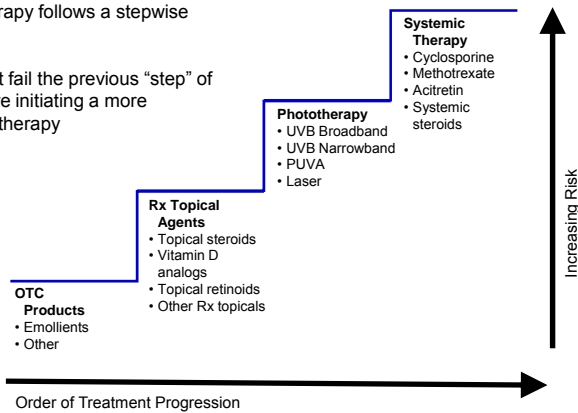 rapy follows a stepwise
t fail the previous “step” of
re initiating a more
therapy
Systemic
Therapy
• Cyclosporine
• Methotrexate
• Acitretin
• Systemic
steroids
Phototherapy
• UVB Broadband
• UVB Narrowband
• PUVA
• Laser
Rx Topical
Agents
• Topical steroids
• Vitamin D
analogs
• Topical retinoids
• Other Rx topicals
OTC
Products
• Emollients
• Other
Increasing Risk
Order of Treatment Progression